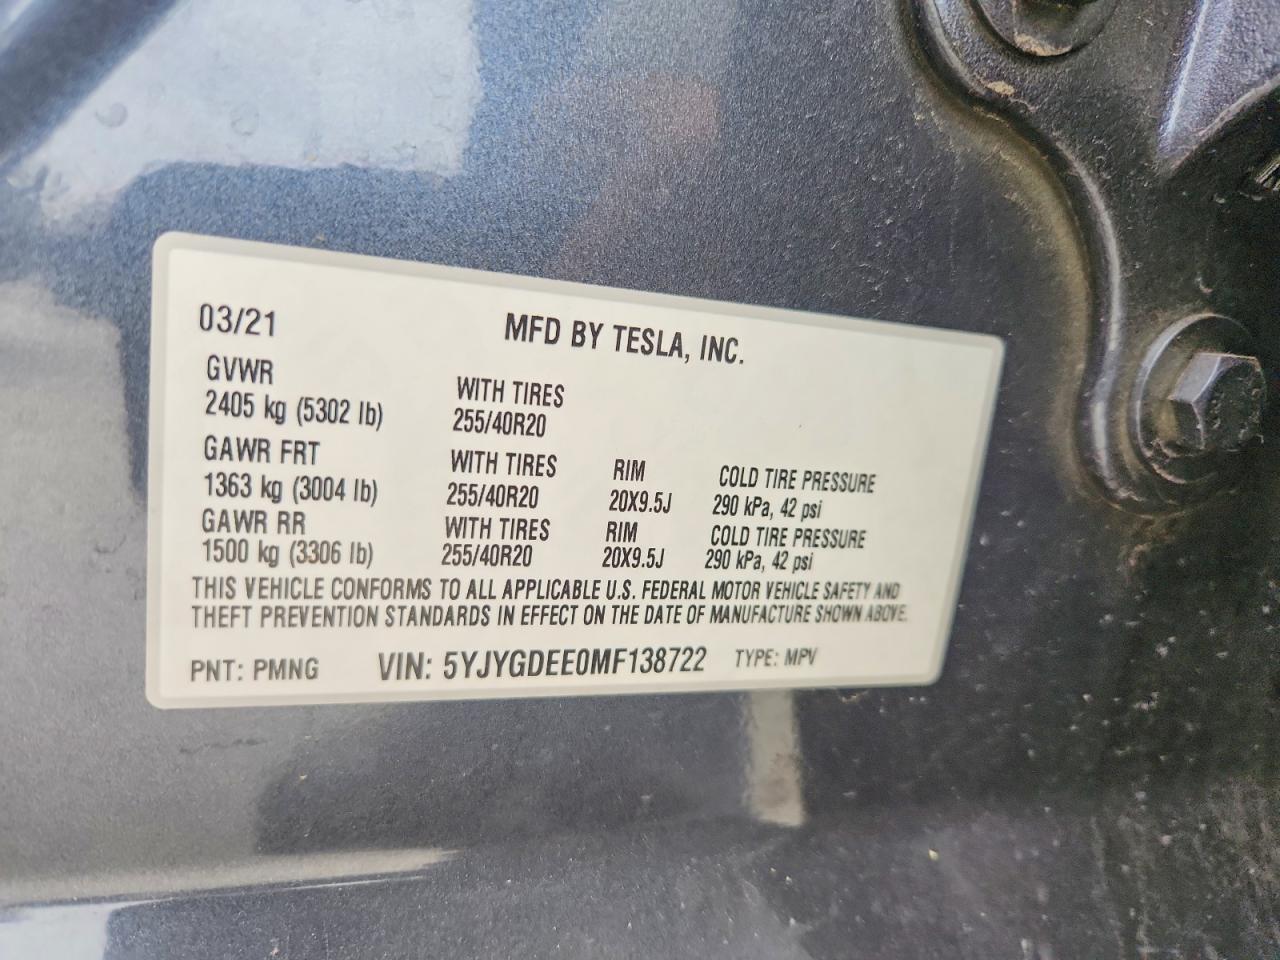 03/21 MFD BY TESLA, INC.
GVWR WITH TIRES
2405 kg (5302 lb) 255/40R20
GAWR FRT WITH TIRES RIM COLD TIRE PRESSURE
1363 kg (3004 lb) 255/40R20 20X9.5J 290 kPa, 42 psi
GAWR RR WITH TIRES RIM COLD TIRE PRESSURE
1500 kg (3306 lb) 255/40R20 20X9.5J 290 kPa, 42 psi
THIS VEHICLE CONFORMS TO ALL APPLICABLE U.S. FEDERAL MOTOR VEHICLE SAFETY AND
THEFT PREVENTION STANDARDS IN EFFECT ON THE DATE OF MANUFACTURE SHOWN ABOVE.
PNT: PMNG VIN: 5YJYGDEE0MF138722 TYPE: MPV